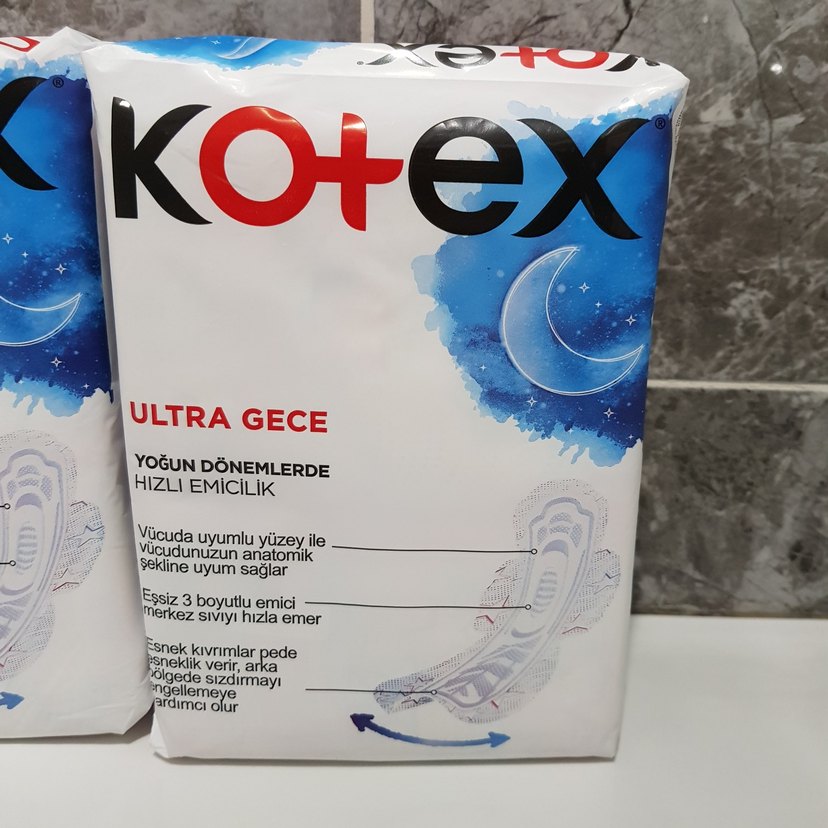 Kotex
Kotex
ULTRA GECE
YOĞUN DÖNEMLERDE
HIZLI EMİCİLİK
Vücuda uyumlu yüzey ile
vücudunuzun anatomik
şekline uyum sağlar
Eşsiz 3 boyutlu emici
merkez sıvıyı hızla emer
Esnek kıvrımlar pede
esneklik verir, arka
bölgede sızdırmayı
engellemeye
yardımcı olur